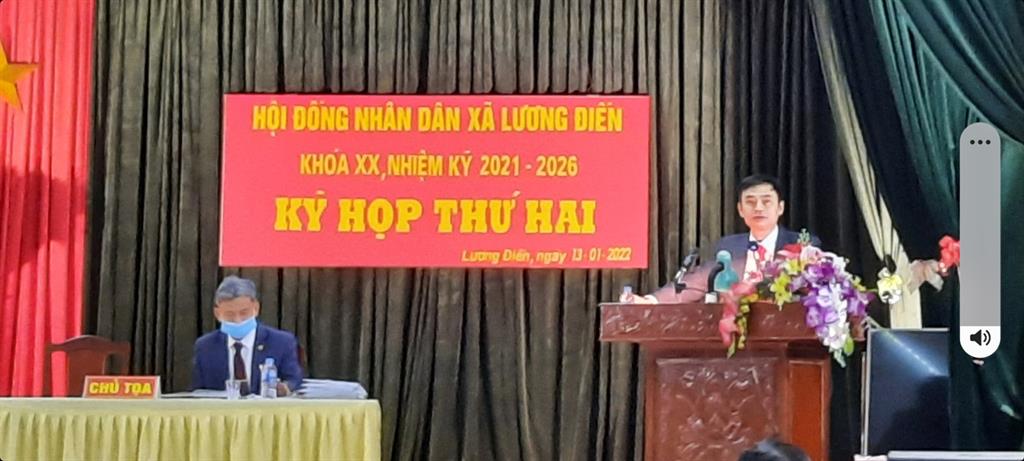 HỘI ĐỒNG NHÂN DÂN XÃ LƯƠNG ĐIỀN
KHÓA XX, NHIỆM KỲ 2021 - 2026
KỲ HỌP THỨ HAI
Lương Điền, ngày 13-01-2022
CHỦ TỌA